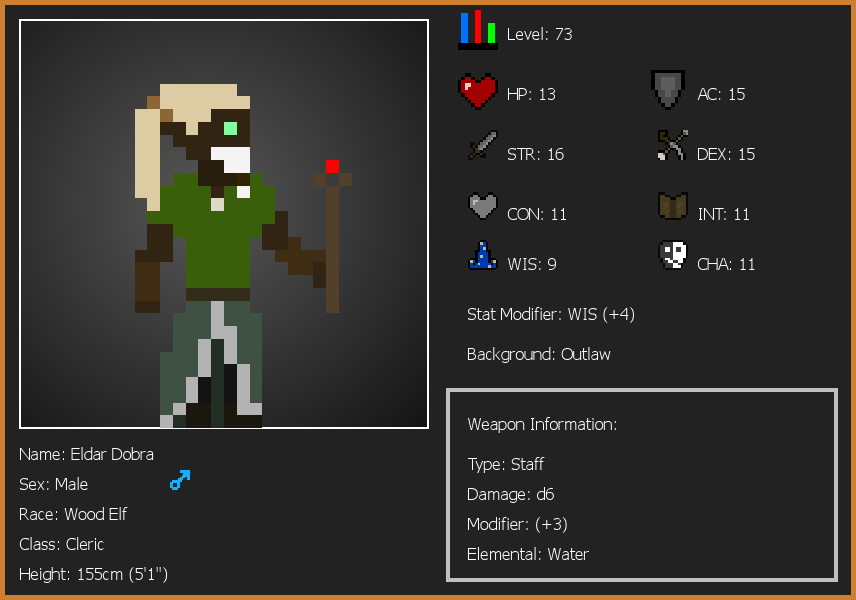 Level: 73
HP: 13
AC: 15
STR: 16
DEX: 15
CON: 11
INT: 11
WIS: 9
CHA: 11
Stat Modifier: WIS (+4)
Background: Outlaw
Weapon Information:
Type: Staff
Damage: d6
Modifier: (+3)
Elemental: Water
Name: Eldar Dobra
Sex: Male
Race: Wood Elf
Class: Cleric
Height: 155cm (5'1")